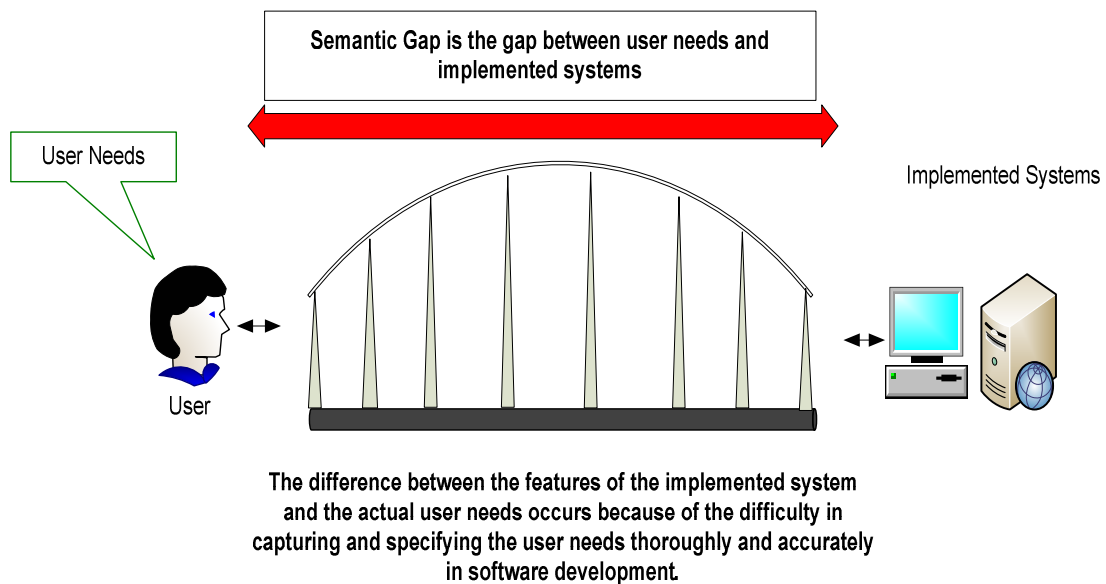 Semantic Gap is the gap between user needs and
implemented systems
User Needs
Implemented Systems
User
The difference between the features of the implemented system
and the actual user needs occurs because of the difficulty in
capturing and specifying the user needs thoroughly and accurately
in software development.